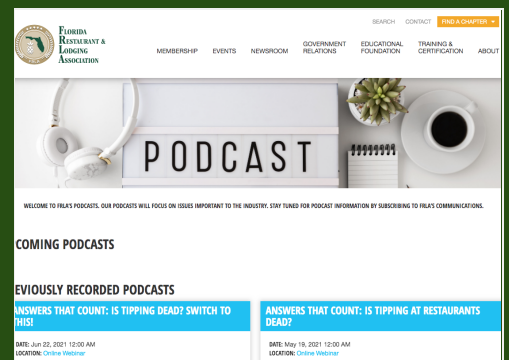 SEARCH CONTACT FIND A CHAPTER
FLORIDA
RESTAURANT &
LODGING
ASSOCIATION
MEMBERSHIP EVENTS NEWSROOM GOVERNMENT RELATIONS EDUCATIONAL FOUNDATION TRAINING & CERTIFICATION ABOUT
PODCAST
WELCOME TO FRLA'S PODCASTS. OUR PODCASTS WILL FOCUS ON ISSUES IMPORTANT TO THE INDUSTRY. STAY TUNED FOR PODCAST INFORMATION BY SUBSCRIBING TO FRLA'S COMMUNICATIONS.
COMING PODCASTS
EVIOUSLY RECORDED PODCASTS
ANSWERS THAT COUNT: IS TIPPING DEAD? SWITCH TO
THIS!
DATE: Jun 22, 2021 12:00 AM
LOCATION: Online Webinar
ANSWERS THAT COUNT: IS TIPPING AT RESTAURANTS
DEAD?
DATE: May 19, 2021 12:00 AM
LOCATION: Online Webinar